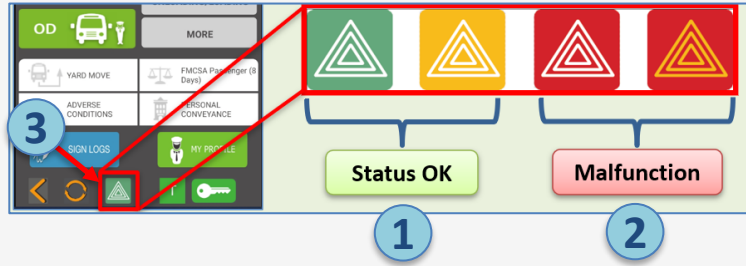 OD
MORE
YARD MOVE
FMCSA Passenger (8
Days)
ADVERSE
CONDITIONS
PERSONAL
CONVEYANCE
3
SIGN LOGS
MY PROFILE
T
Status OK
Malfunction
1
2